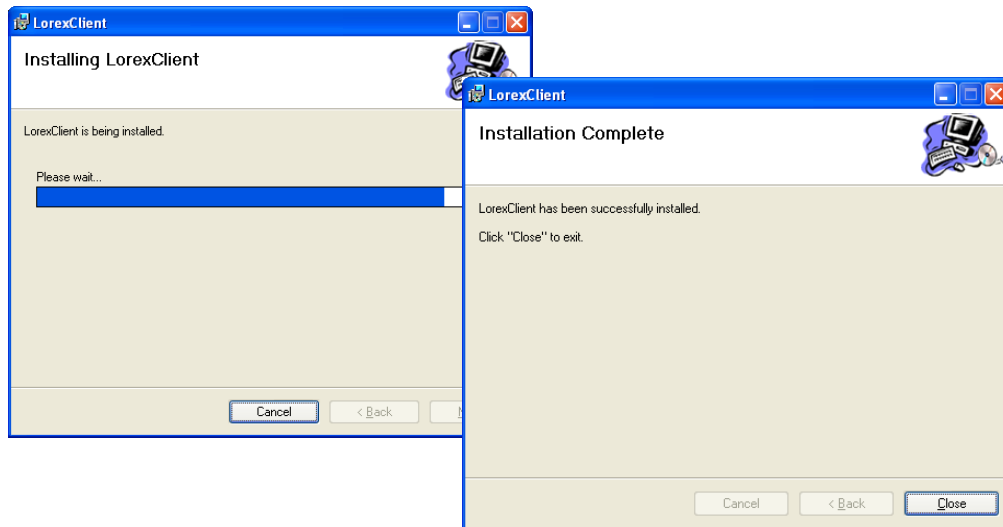 LorexClient
Installing LorexClient
LorexClient is being installed.
Please wait...
Cancel
< Back
LorexClient
Installation Complete
LorexClient has been successfully installed.
Click "Close" to exit.
Cancel
< Back
Close